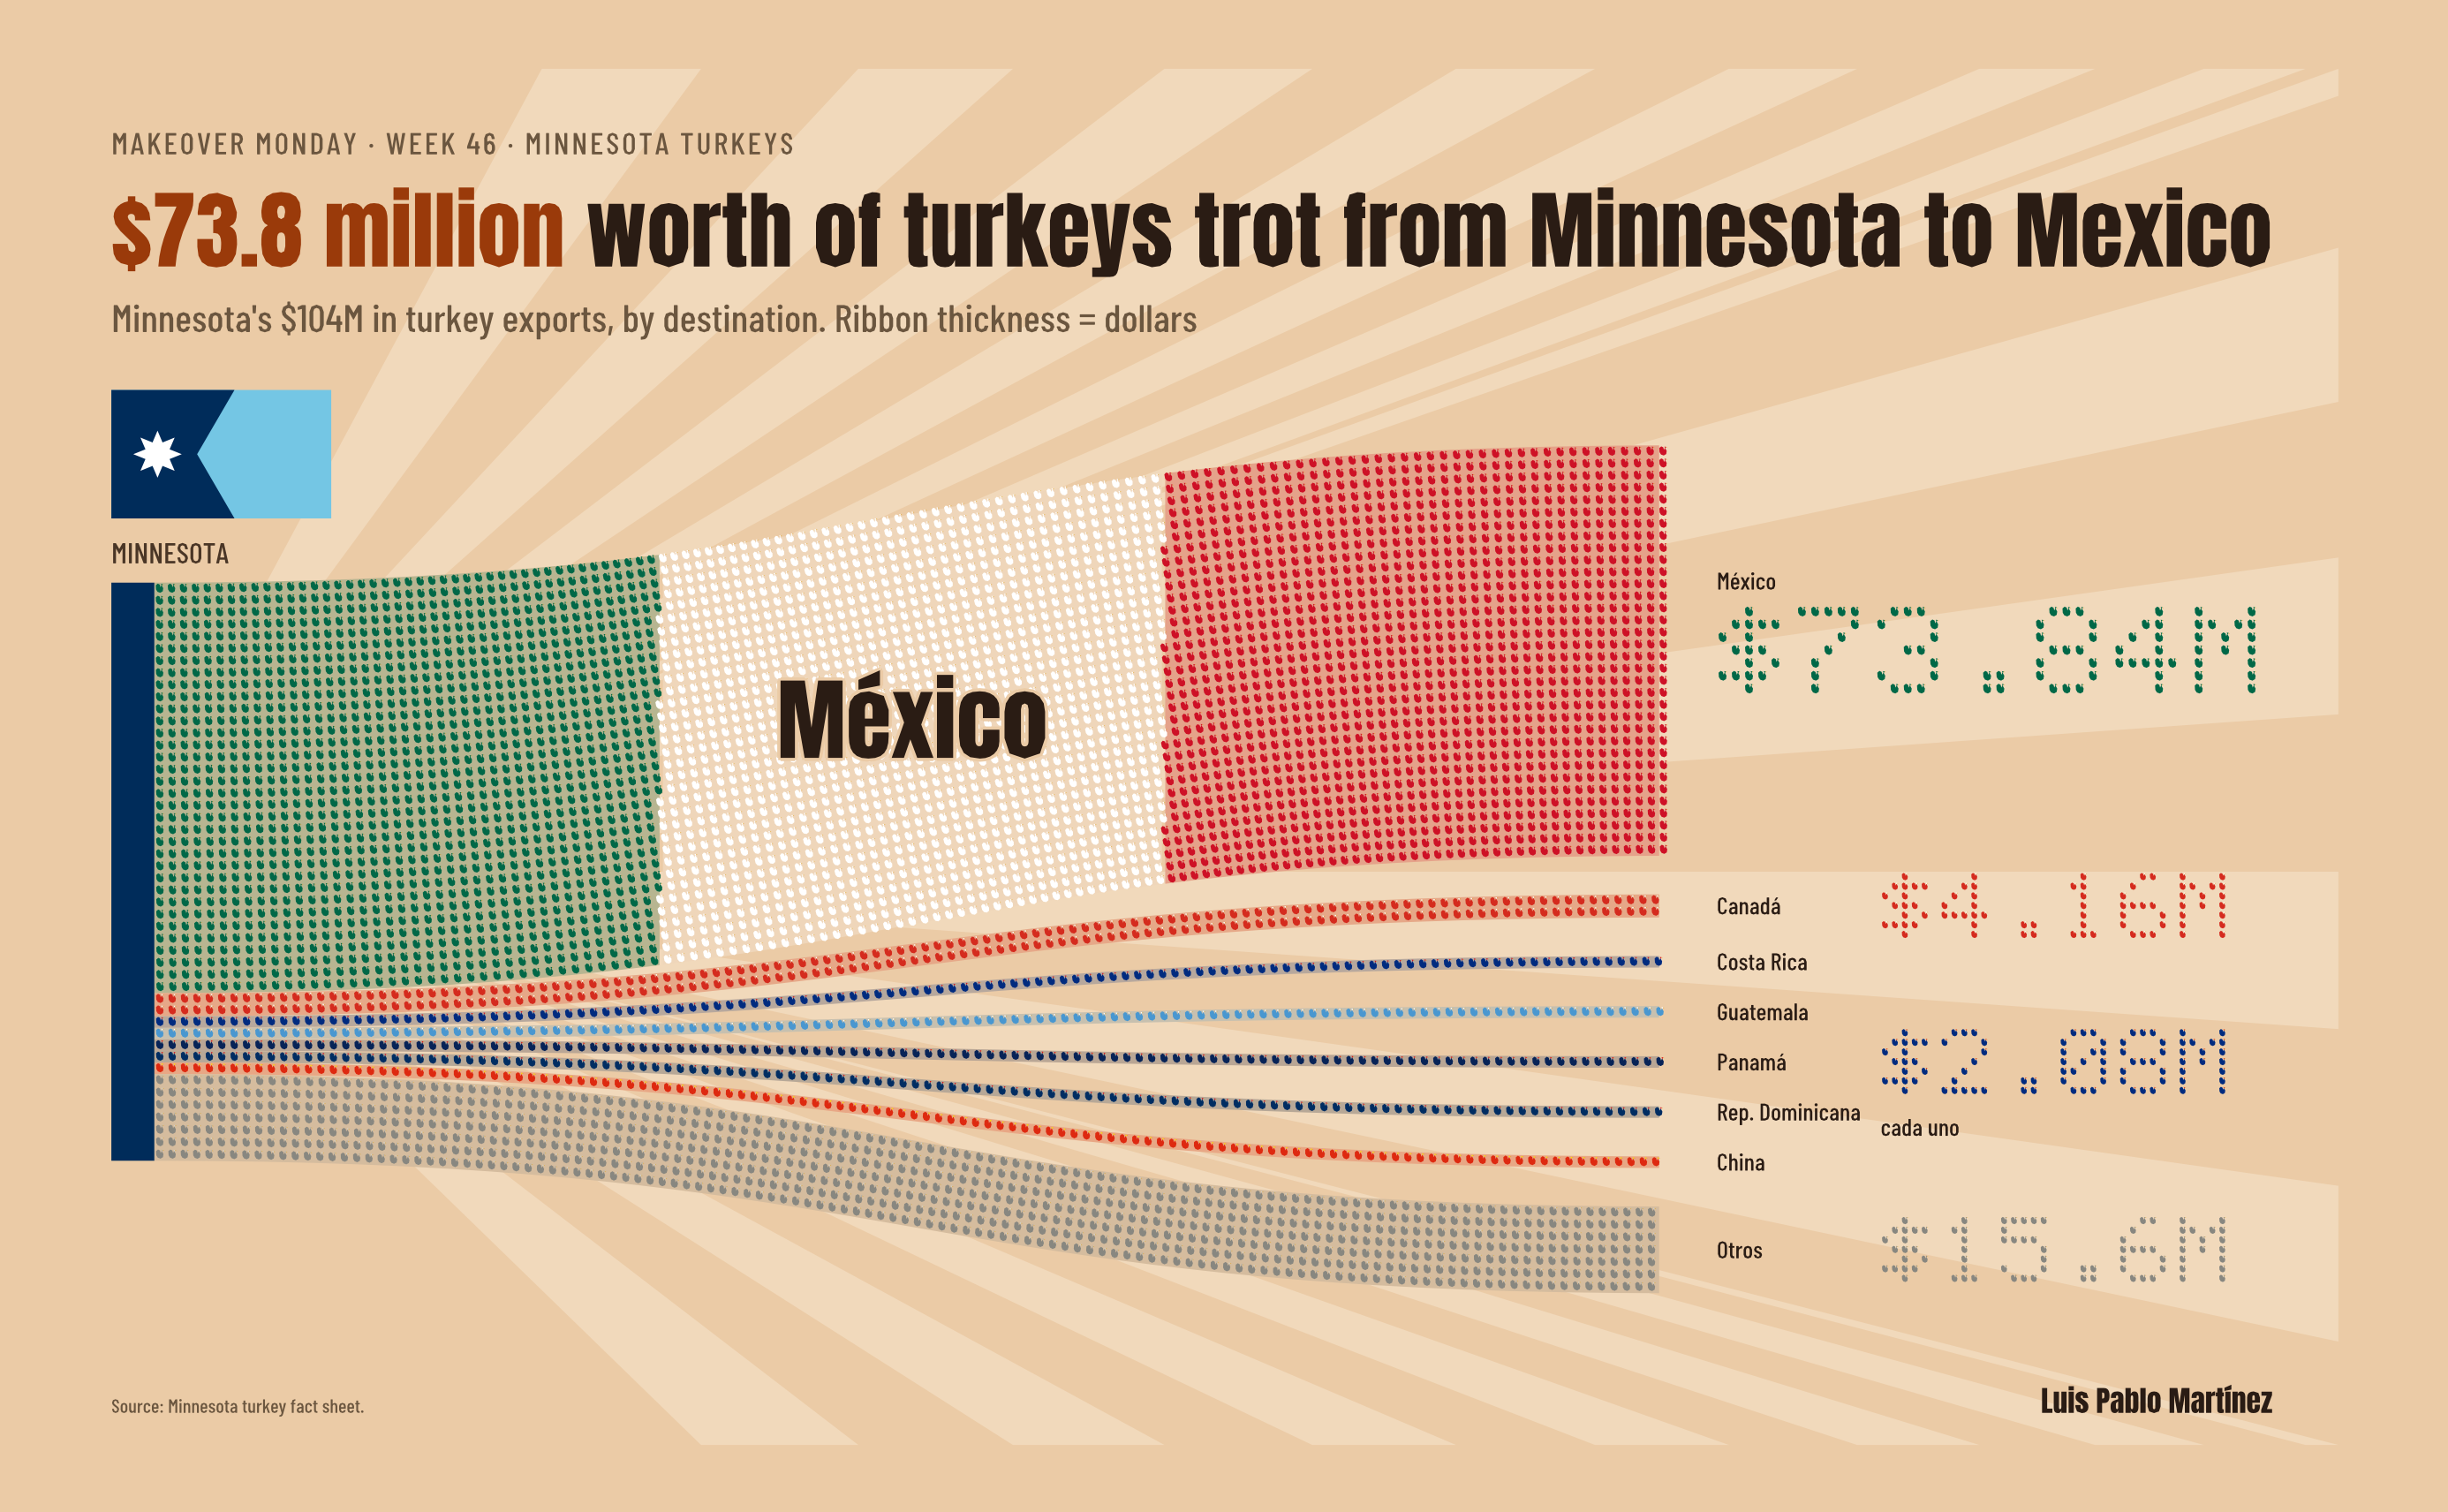 MAKEOVER MONDAY · WEEK 46 · MINNESOTA TURKEYS
$73.8 million worth of turkeys trot from Minnesota to Mexico
Minnesota's $104M in turkey exports, by destination. Ribbon thickness = dollars
MINNESOTA
México
México
$73.84M
Canadá
$4.16M
Costa Rica
Guatemala
Panamá
$2.08M
Rep. Dominicana
cada uno
China
Otros
$15.6M
Source: Minnesota turkey fact sheet.
Luis Pablo Martínez